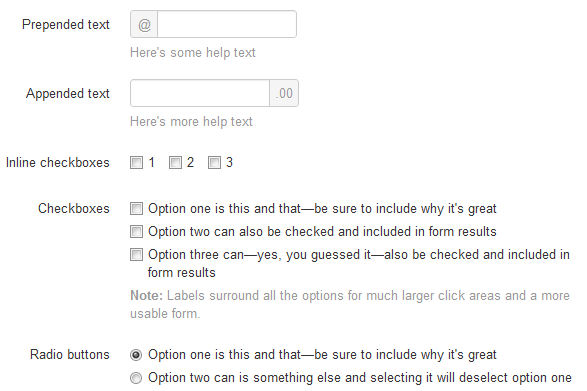 Prepended text @
Here's some help text
Appended text .00
Here's more help text
Inline checkboxes 1 2 3
Checkboxes Option one is this and that—be sure to include why it's great
Option two can also be checked and included in form results
Option three can—yes, you guessed it—also be checked and included in
form results
Note: Labels surround all the options for much larger click areas and a more
usable form.
Radio buttons Option one is this and that—be sure to include why it's great
Option two can is something else and selecting it will deselect option one